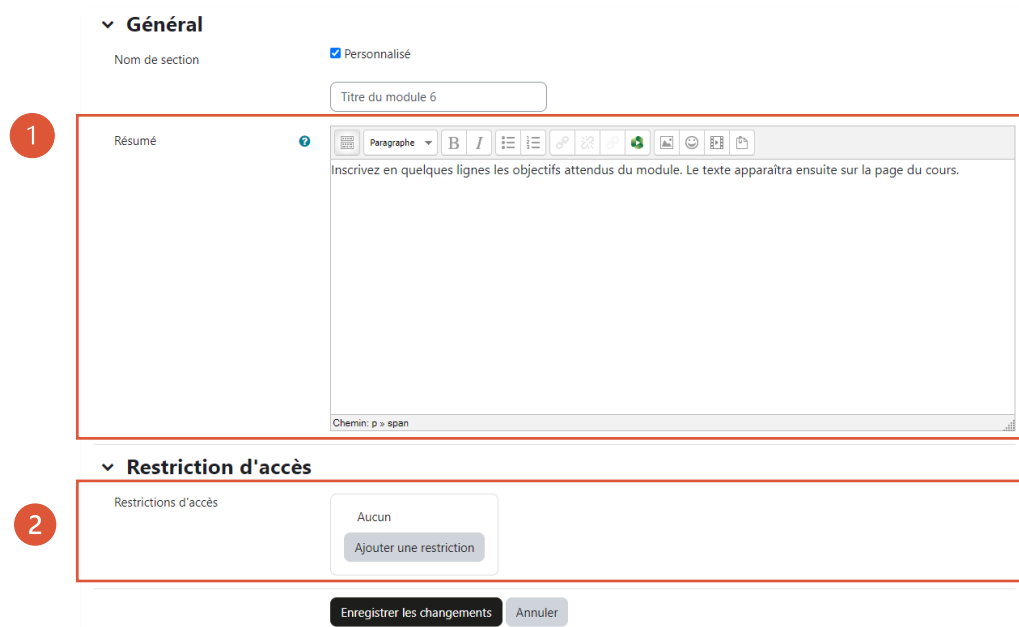 Général
Nom de section
Personnalisé
Titre du module 6
1
Résumé
?
Paragraphe
B I
Inscrivez en quelques lignes les objectifs attendus du module. Le texte apparaîtra ensuite sur la page du cours.
Chemin: p » span
Restriction d'accès
2
Restrictions d'accès
Aucun
Ajouter une restriction
Enregistrer les changements
Annuler